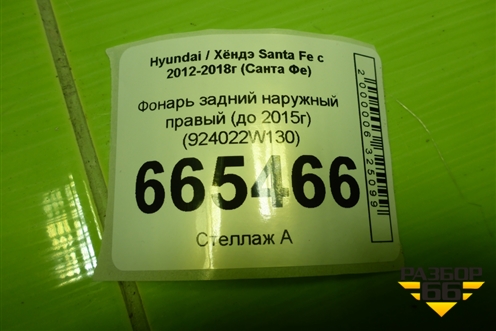 Hyundai / Хёндэ Santa Fe с
2012-2018г (Санта Фе)
Фонарь задний наружный
правый (до 2015г)
(924022W130)
665466
Стеллаж А
2000006325099
РАЗБОР
66